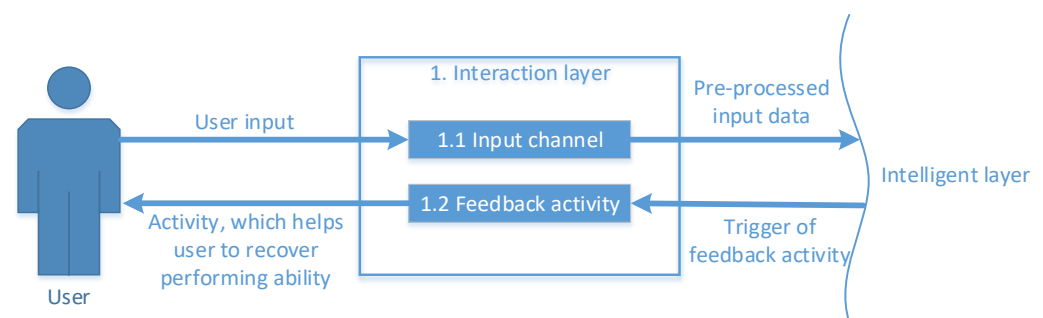 1. Interaction layer
User input
1.1 Input channel
Pre-processed
input data
Intelligent layer
1.2 Feedback activity
Activity, which helps
user to recover
performing ability
Trigger of
feedback activity
User